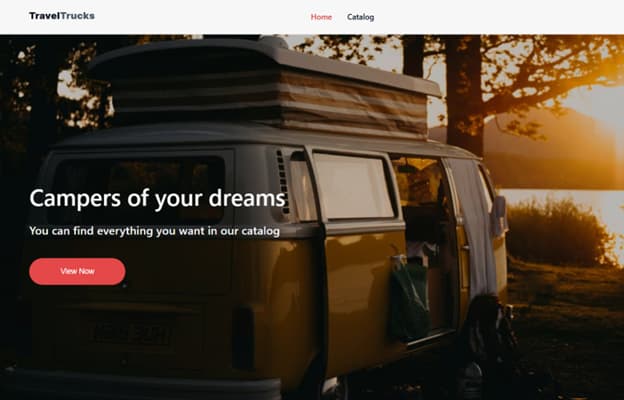 TravelTrucks
Home
Catalog
Campers of your dreams
You can find everything you want in our catalog
View Now